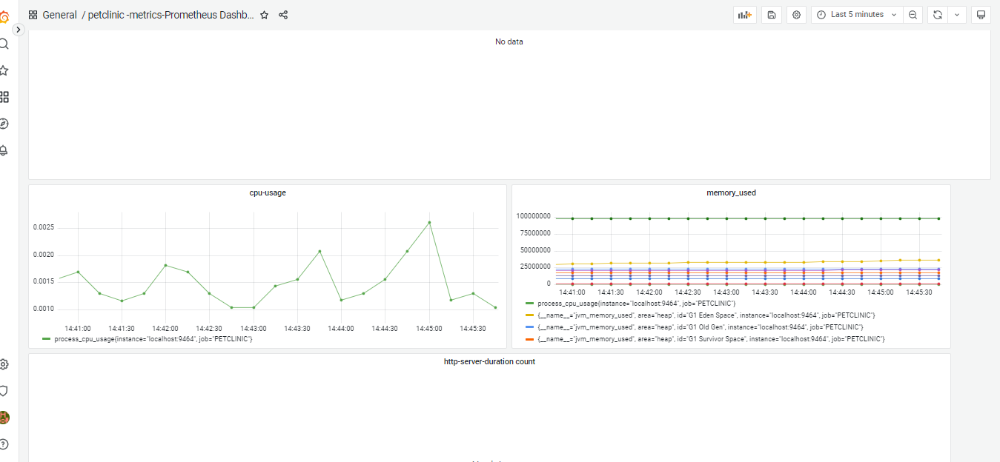 General / petclinic -metrics-Prometheus Dashb... Last 5 minutes
No data
cpu-usage
0.0025
0.0020
0.0015
0.0010
14:41:00 14:41:30 14:42:00 14:42:30 14:43:00 14:43:30 14:44:00 14:44:30 14:45:00 14:45:30
process_cpu_usage{instance="localhost:9464", job="PETCLINIC"}
memory_used
100000000
75000000
50000000
25000000
0
14:41:00 14:41:30 14:42:00 14:42:30 14:43:00 14:43:30 14:44:00 14:44:30 14:45:00 14:45:30
process_cpu_usage{instance="localhost:9464", job="PETCLINIC"}
{__name__="jvm_memory_used", area="heap", id="G1 Eden Space", instance="localhost:9464", job="PETCLINIC"}
{__name__="jvm_memory_used", area="heap", id="G1 Old Gen", instance="localhost:9464", job="PETCLINIC"}
{__name__="jvm_memory_used", area="heap", id="G1 Survivor Space", instance="localhost:9464", job="PETCLINIC"}
http-server-duration count